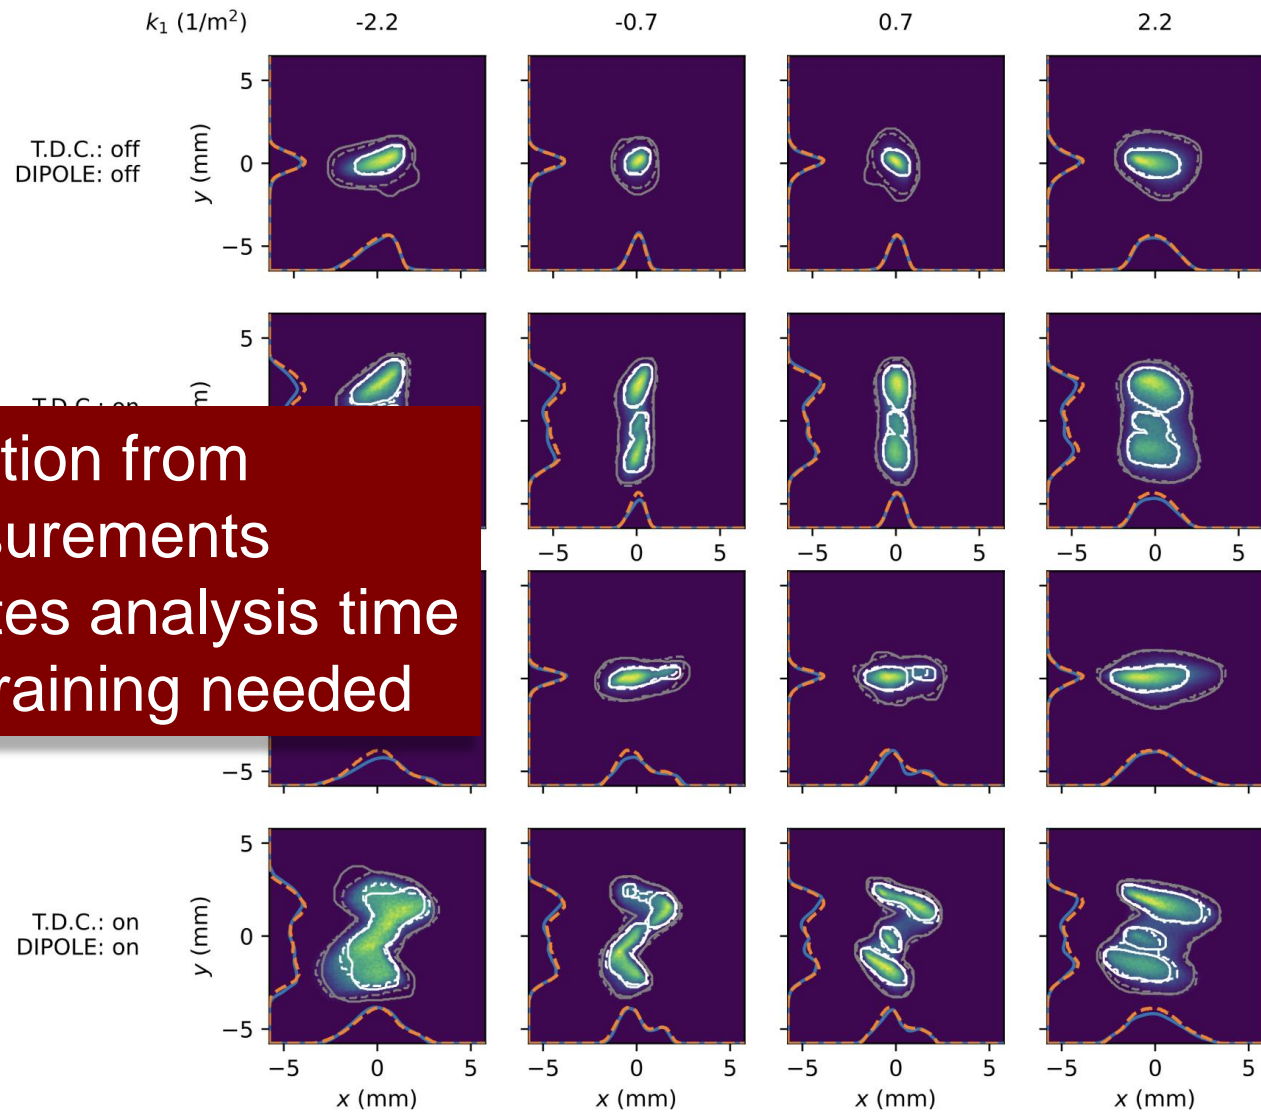 k₁ (1/m²) -2.2 -0.7 0.7 2.2
5
T.D.C.: off
DIPOLE: off
y (mm)
0
−5
5
tion from
surements
tes analysis time
raining needed
−5 0 5 −5 0 5 −5 0 5
−5
5
T.D.C.: on
DIPOLE: on
y (mm)
0
−5
−5 0 5 −5 0 5 −5 0 5 −5 0 5
x (mm) x (mm) x (mm) x (mm)